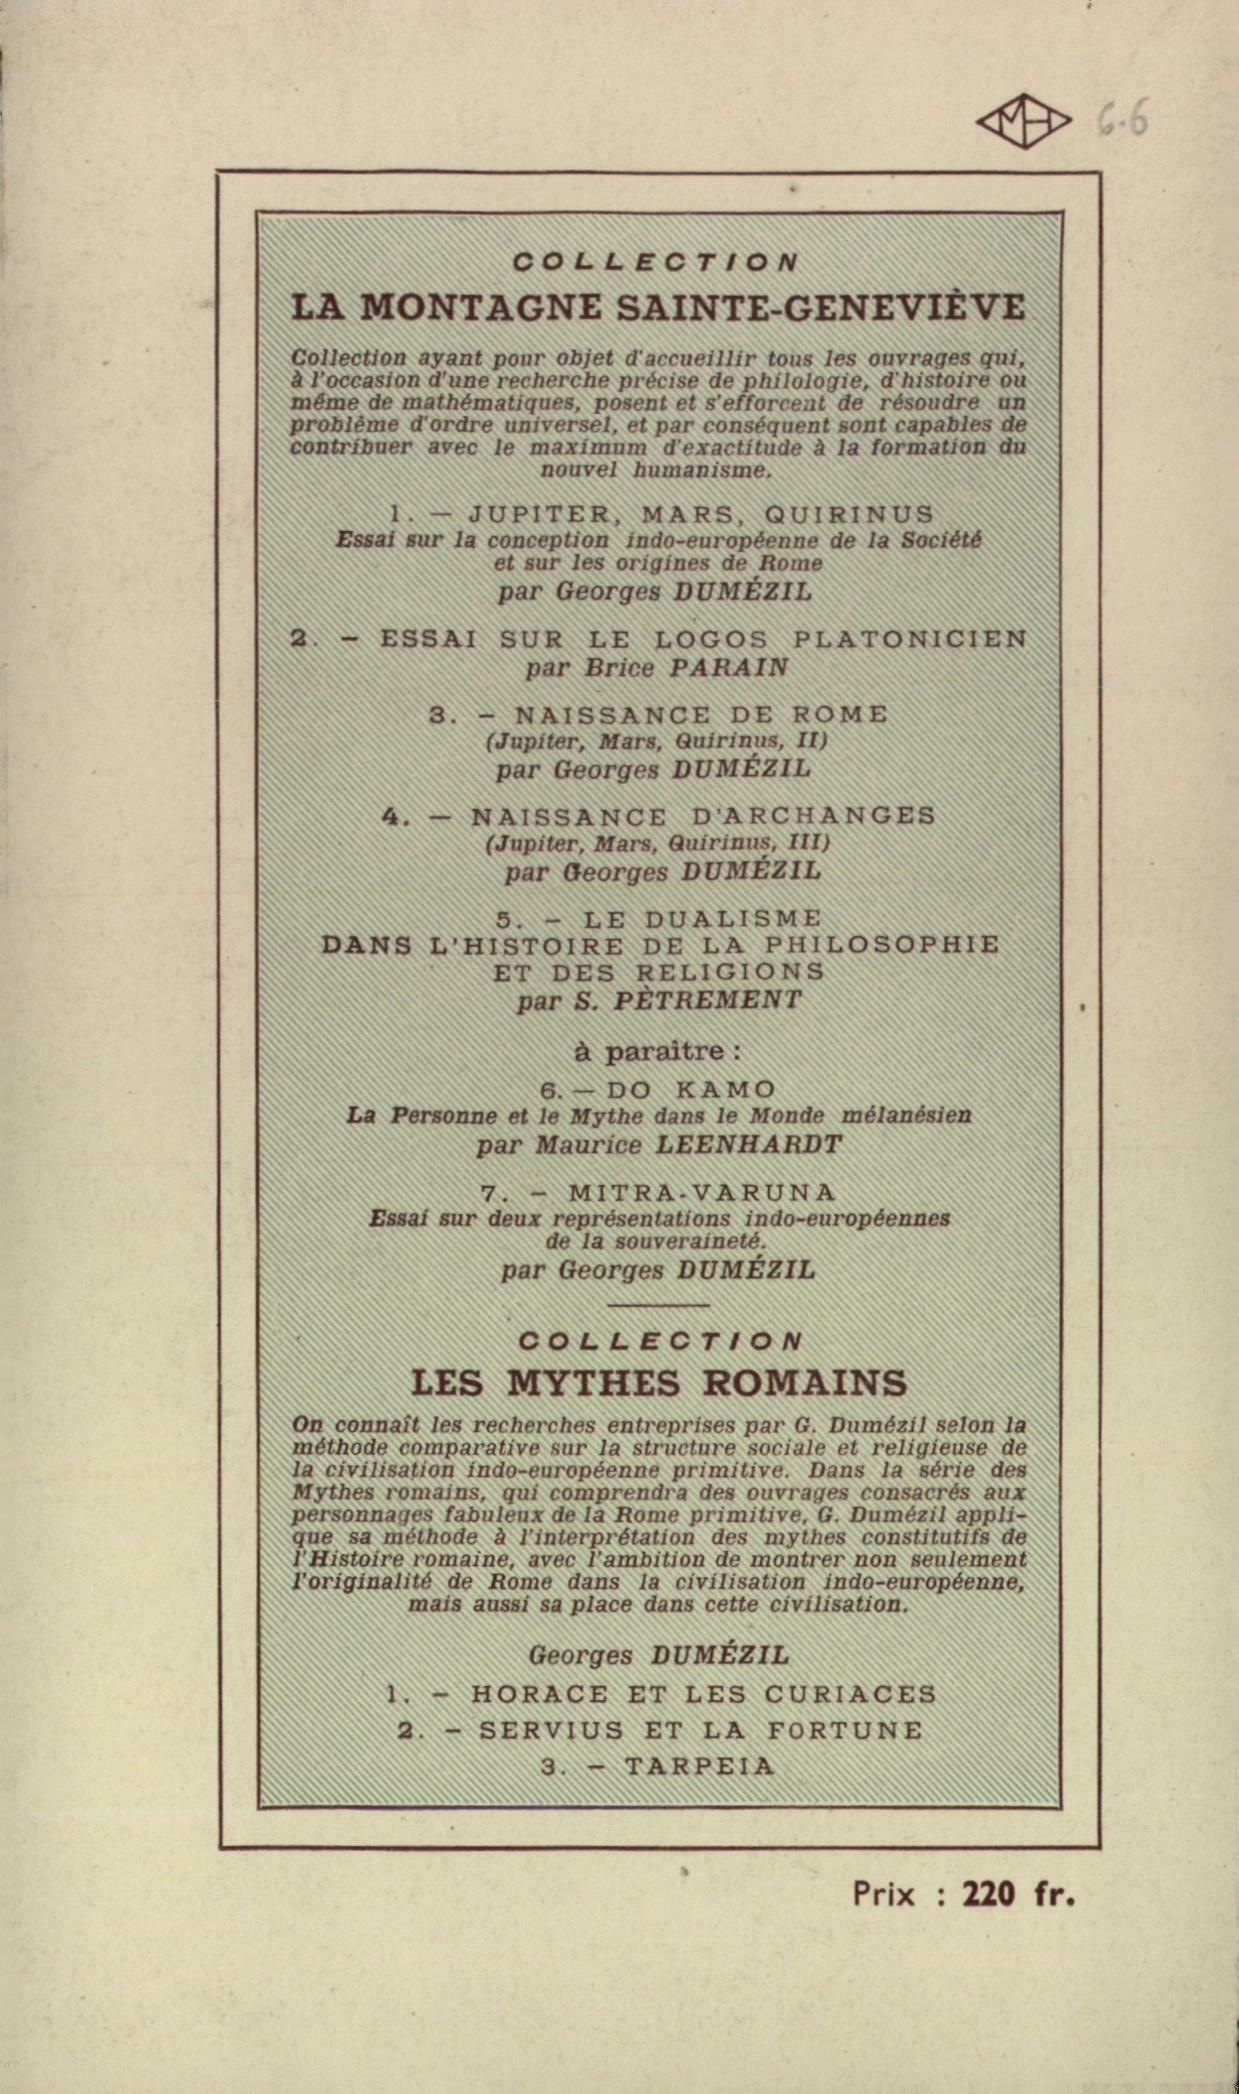 MH 6.6
COLLECTION
LA MONTAGNE SAINTE-GENEVIÈVE
Collection ayant pour objet d'accueillir tous les ouvrages qui,
à l'occasion d'une recherche précise de philologie, d'histoire ou
même de mathématiques, posent et s'efforcent de résoudre un
problème d'ordre universel, et par conséquent sont capables de
contribuer avec le maximum d'exactitude à la formation du
nouvel humanisme.
1. — JUPITER, MARS, QUIRINUS
Essai sur la conception indo-européenne de la Société
et sur les origines de Rome
par Georges DUMÉZIL
2. — ESSAI SUR LE LOGOS PLATONICIEN
par Brice PARAIN
3. — NAISSANCE DE ROME
(Jupiter, Mars, Quirinus, II)
par Georges DUMÉZIL
4. — NAISSANCE D'ARCHANGES
(Jupiter, Mars, Quirinus, III)
par Georges DUMÉZIL
5. — LE DUALISME
DANS L'HISTOIRE DE LA PHILOSOPHIE
ET DES RELIGIONS
par S. PÈTREMENT
à paraître :
6. — DO KAMO
La Personne et le Mythe dans le Monde mélanésien
par Maurice LEENHARDT
7. — MITRA-VARUNA
Essai sur deux représentations indo-européennes
de la souveraineté.
par Georges DUMÉZIL
COLLECTION
LES MYTHES ROMAINS
On connaît les recherches entreprises par G. Dumézil selon la
méthode comparative sur la structure sociale et religieuse de
la civilisation indo-européenne primitive. Dans la série des
Mythes romains, qui comprendra des ouvrages consacrés aux
personnages fabuleux de la Rome primitive, G. Dumézil appli-
que sa méthode à l'interprétation des mythes constitutifs de
l'Histoire romaine, avec l'ambition de montrer non seulement
l'originalité de Rome dans la civilisation indo-européenne,
mais aussi sa place dans cette civilisation.
Georges DUMÉZIL
1. — HORACE ET LES CURIACES
2. — SERVIUS ET LA FORTUNE
3. — TARPEIA
Prix : 220 fr.